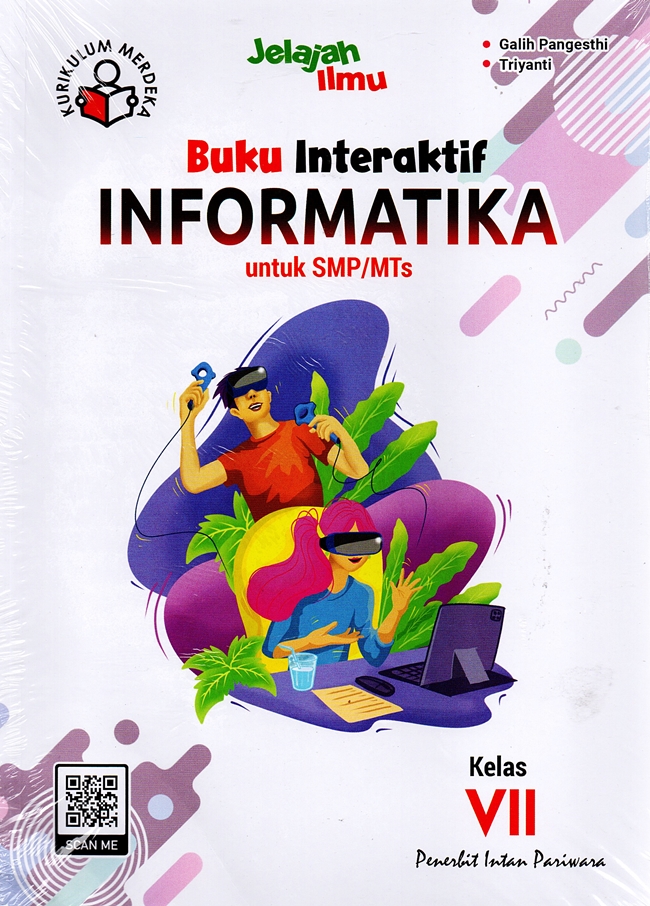 KURIKULUM MERDEKA
Jelajah
Ilmu
• Galih Pangesthi
• Triyanti
Buku Interaktif
INFORMATIKA
untuk SMP/MTs
SCAN ME
Kelas
VII
Penerbit Intan Pariwara